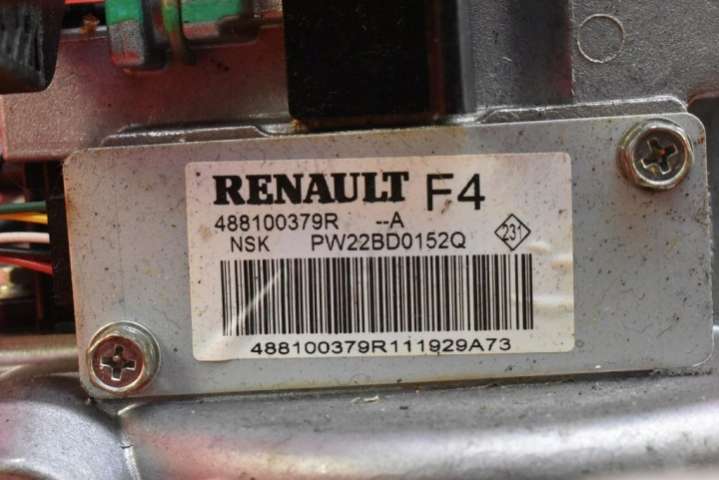 RENAULT F4
488100379R --A
NSK PW22BD0152Q
231
488100379R111929A73